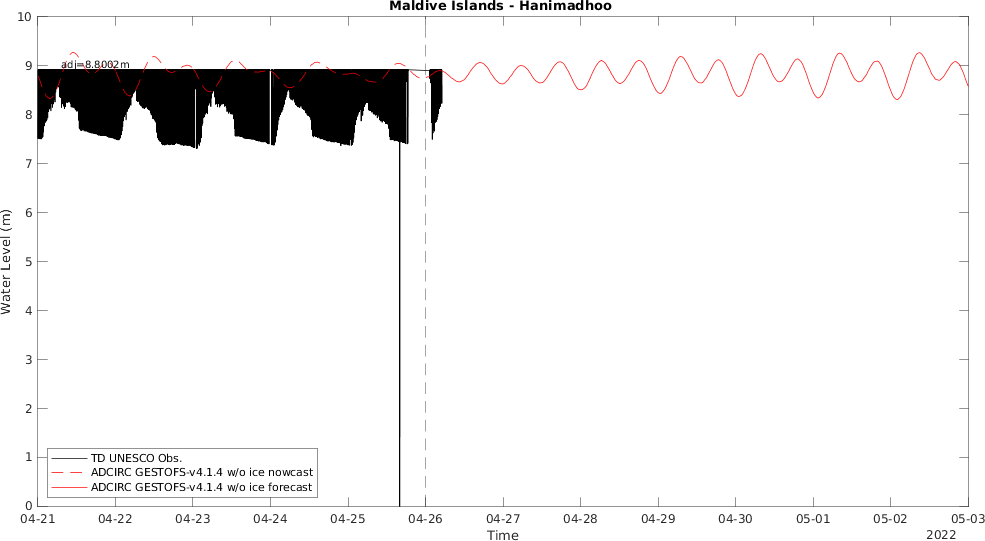 Maldive Islands - Hanimadhoo
10
9
8
7
6
5
4
3
2
1
0
Water Level (m)
adj=8.8002m
TD UNESCO Obs.
ADCIRC GESTOFS-v4.1.4 w/o ice nowcast
ADCIRC GESTOFS-v4.1.4 w/o ice forecast
04-21 04-22 04-23 04-24 04-25 04-26 04-27 04-28 04-29 04-30 05-01 05-02 05-03
Time
2022